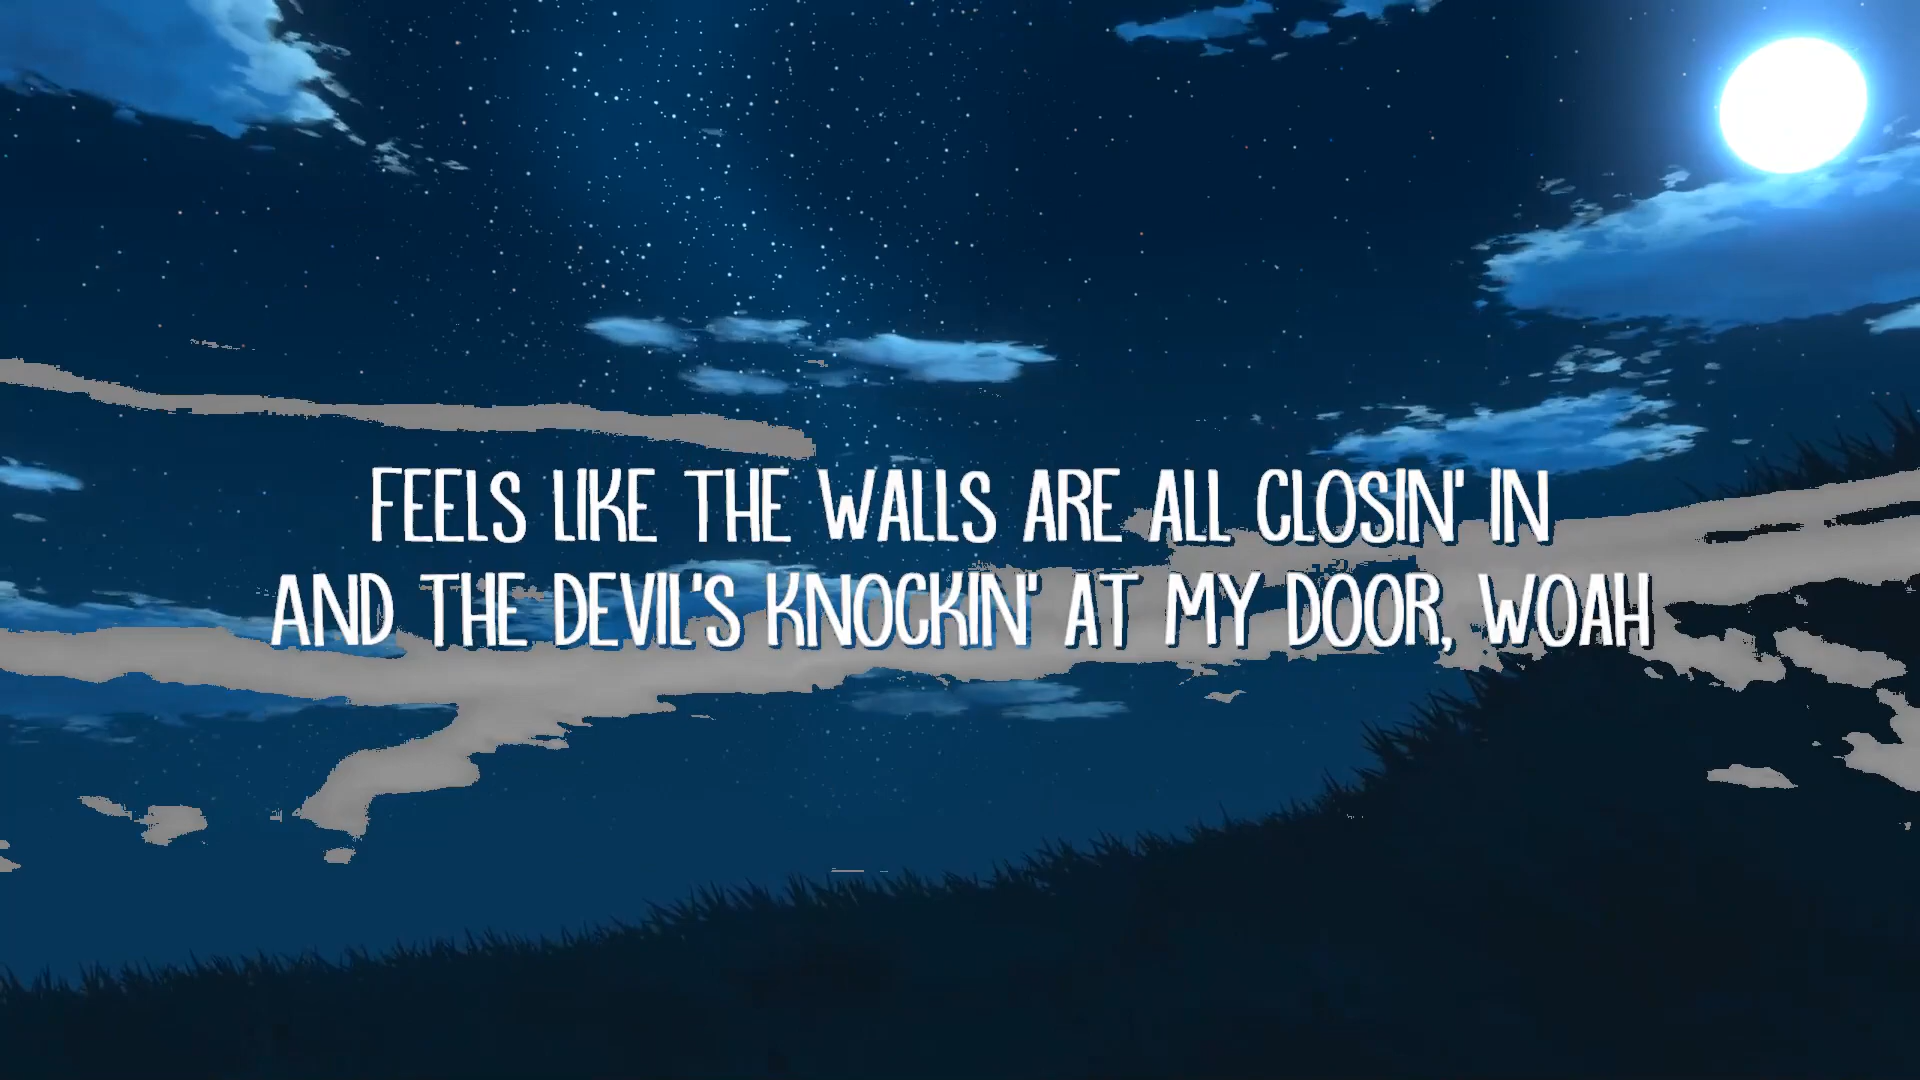 FEELS LIKE THE WALLS ARE ALL CLOSIN' IN
AND THE DEVIL'S KNOCKIN' AT MY DOOR, WOAH